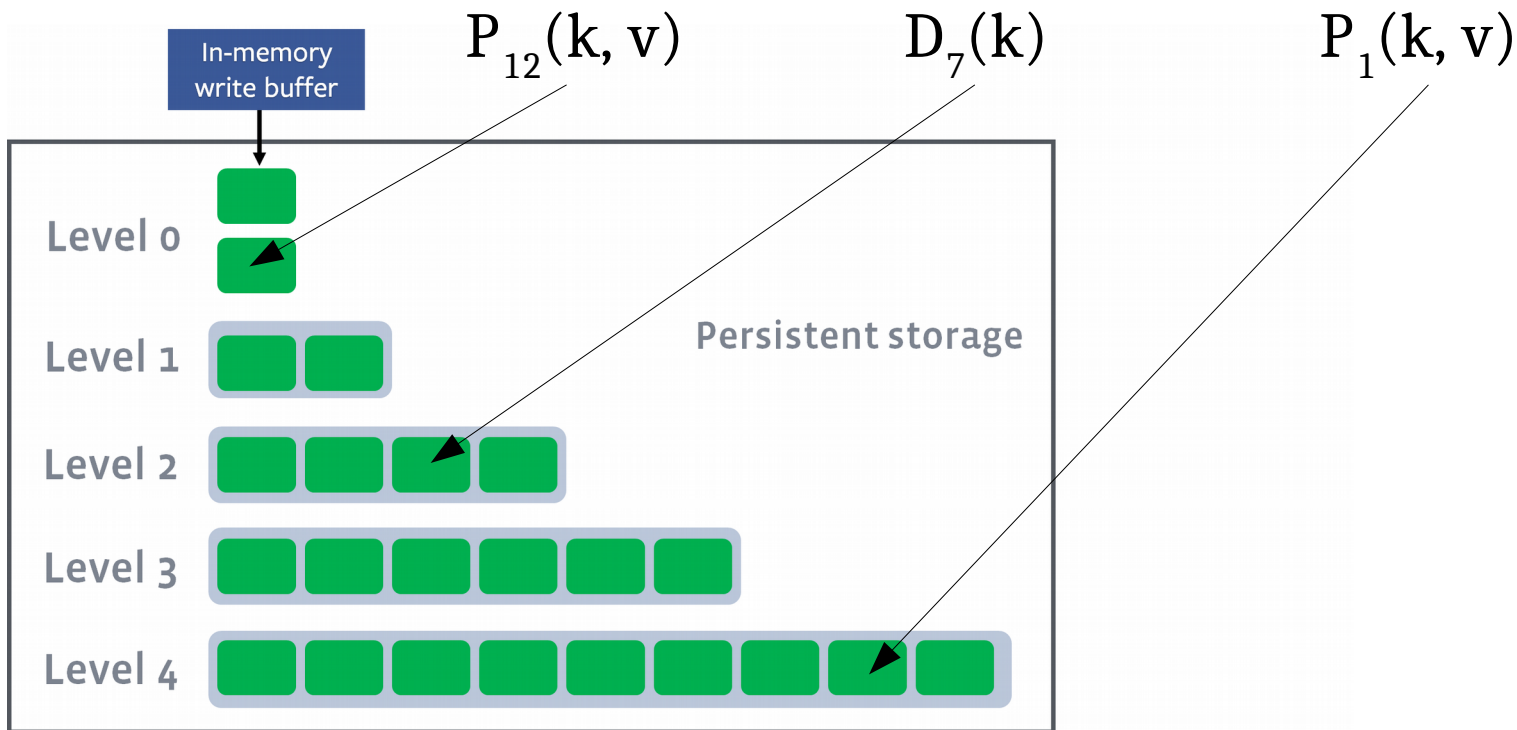 P₁₂(k, v)
D₇(k)
P₁(k, v)
In-memory
write buffer
Level 0
Level 1
Persistent storage
Level 2
Level 3
Level 4